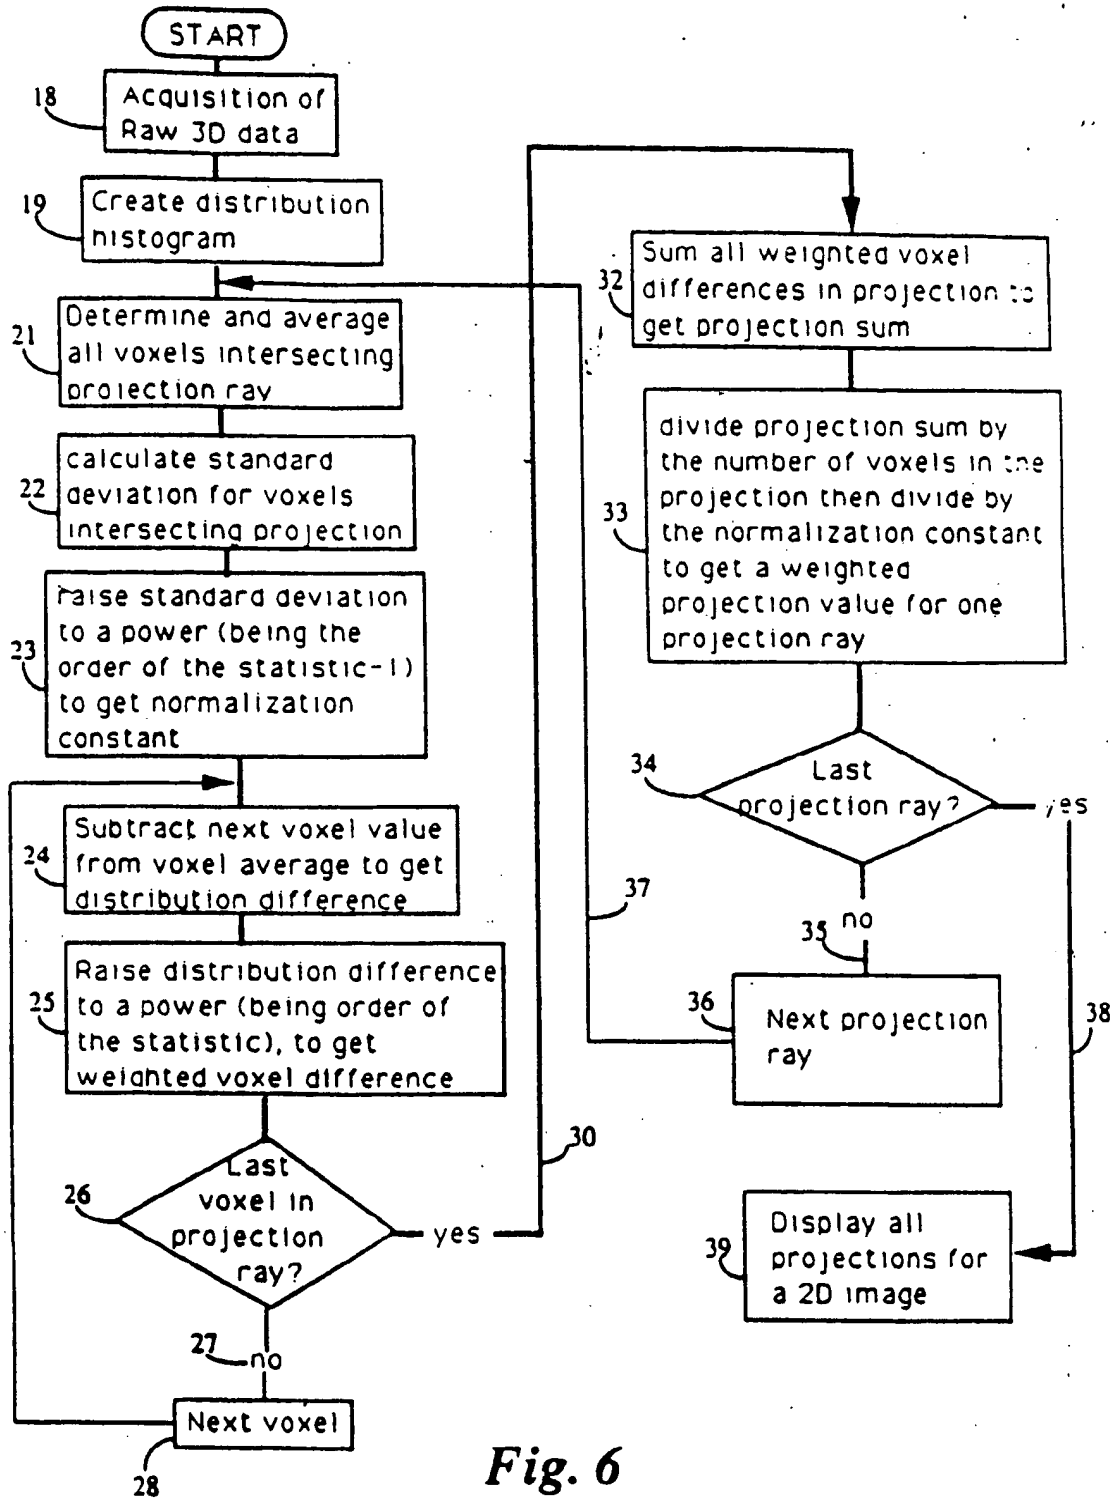 START
18
Acquisition of
Raw 3D data
19
Create distribution
histogram
21
Determine and average
all voxels intersecting
projection ray
22
calculate standard
deviation for voxels
intersecting projection
23
raise standard deviation
to a power (being the
order of the statistic-1)
to get normalization
constant
24
Subtract next voxel value
from voxel average to get
distribution difference
25
Raise distribution difference
to a power (being order of
the statistic), to get
weighted voxel difference
26
Last
voxel in
projection
ray?
yes
30
27
no
Next voxel
28
32
Sum all weighted voxel
differences in projection to
get projection sum
33
divide projection sum by
the number of voxels in the
projection then divide by
the normalization constant
to get a weighted
projection value for one
projection ray
34
Last
projection ray?
yes
37
no
35
36
Next projection
ray
38
39
Display all
projections for
a 2D image
Fig. 6